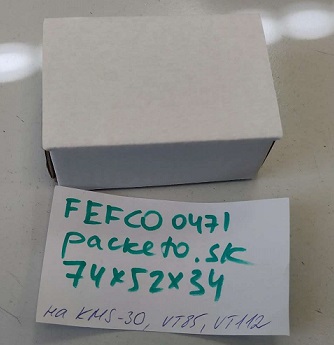 FEFCO 0471
packeto.sk
74x52x34
на KMS-30, VT85, VT112